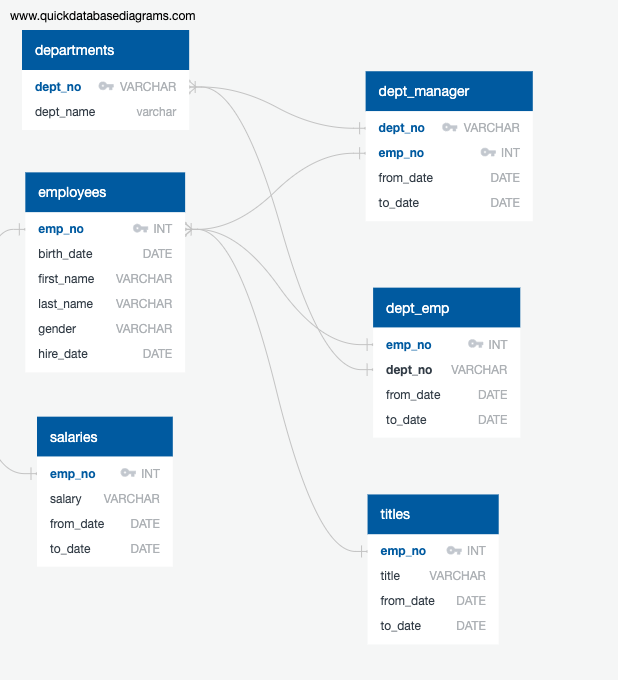 www.quickdatabasediagrams.com
departments
dept_no VARCHAR
dept_name varchar
employees
emp_no INT
birth_date DATE
first_name VARCHAR
last_name VARCHAR
gender VARCHAR
hire_date DATE
salaries
emp_no INT
salary VARCHAR
from_date DATE
to_date DATE
dept_manager
dept_no VARCHAR
emp_no INT
from_date DATE
to_date DATE
dept_emp
emp_no INT
dept_no VARCHAR
from_date DATE
to_date DATE
titles
emp_no INT
title VARCHAR
from_date DATE
to_date DATE